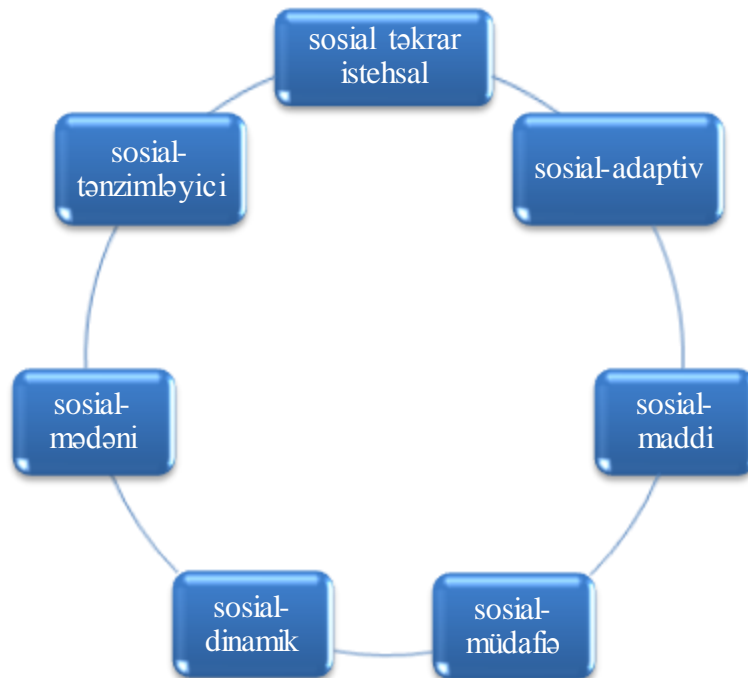 sosial təkrar
istehsal
sosial-adaptiv
sosial-
maddi
sosial-
müdafiə
sosial-
dinamik
sosial-
mədəni
sosial-
tənzimləyici